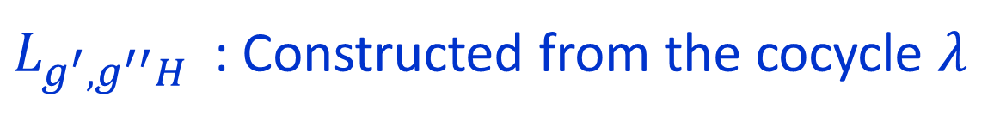 L_{g′,g″H} : Constructed from the cocycle λ